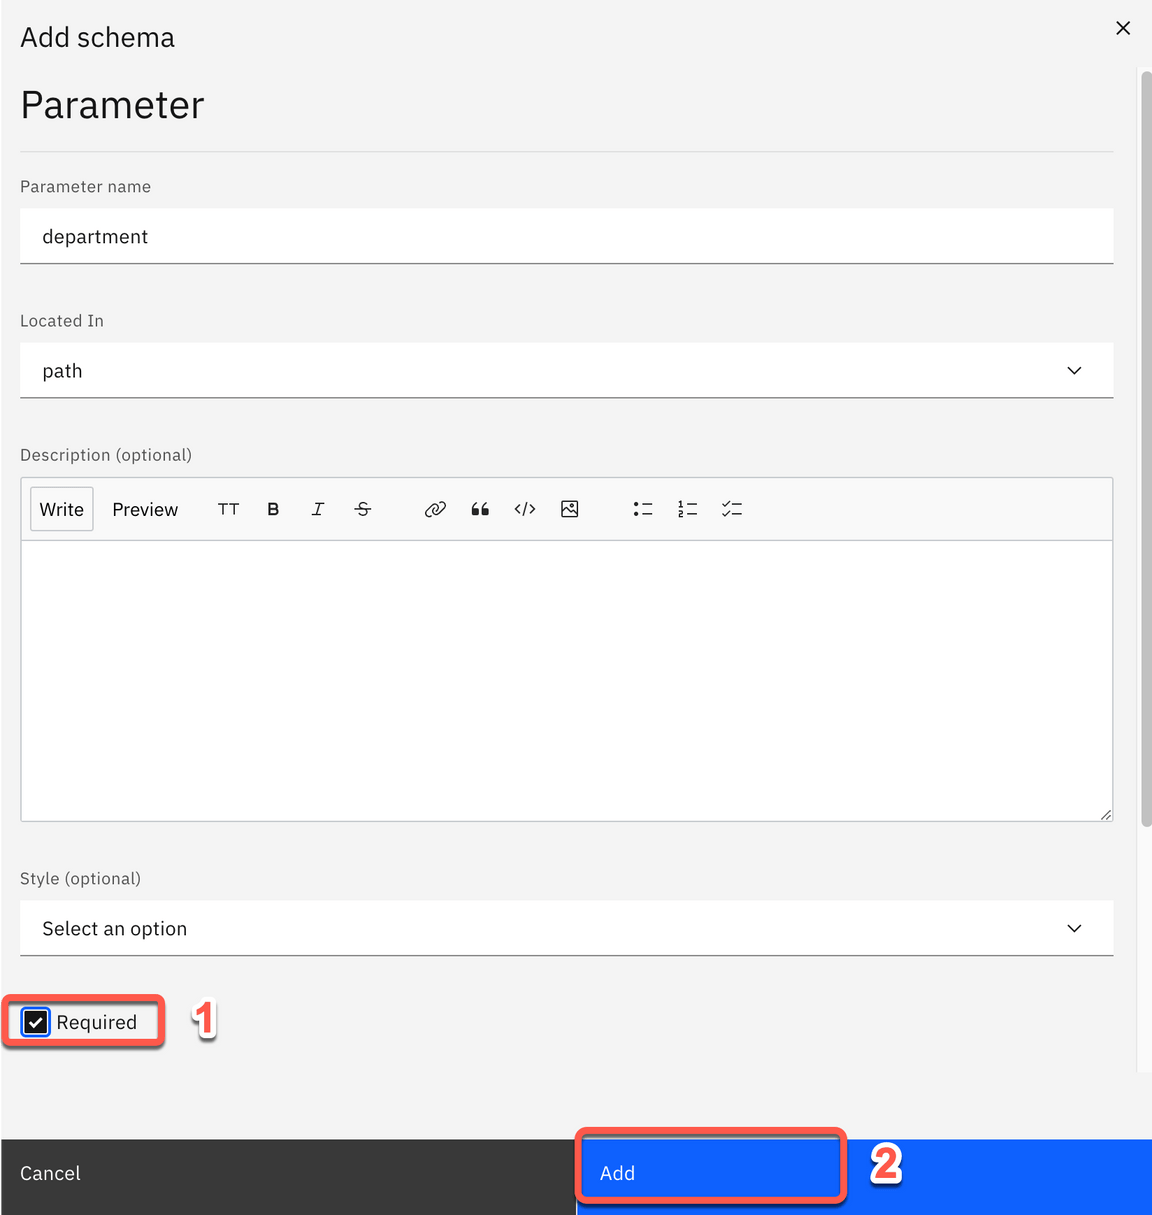 Add schema
Parameter
Parameter name
department
Located In
path
Description (optional)
Write Preview TT B I S
Style (optional)
Select an option
Required 1
Cancel Add 2